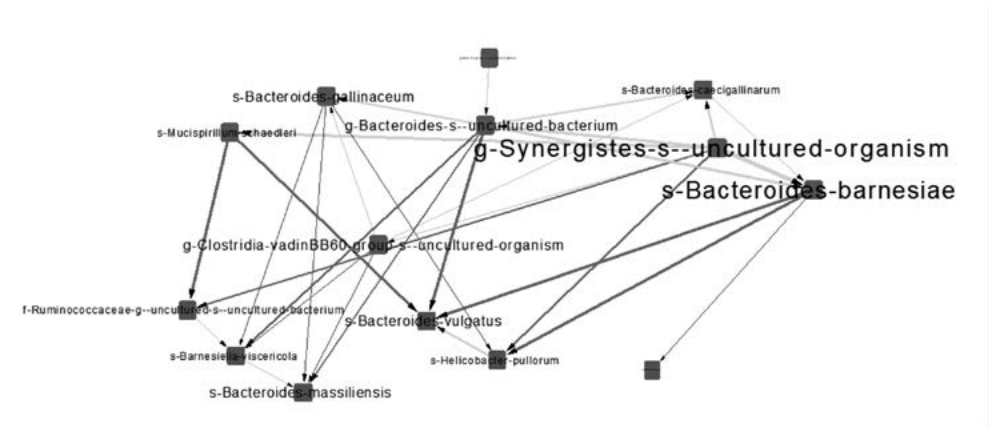 s-Bacteroides-gallinaceum
s-Bacteroides-caecigallinarum
s-Mucispirillum-schaedleri
g-Bacteroides-s--uncultured-bacterium
g-Synergistes-s--uncultured-organism
s-Bacteroides-barnesiae
g-Clostridia-vadinBB60-group-s--uncultured-organism
f-Ruminococcaceae-g--uncultured-s--uncultured-bacterium
s-Bacteroides-vulgatus
s-Barnesiella-viscericola
s-Helicobacter-pullorum
s-Bacteroides-massiliensis